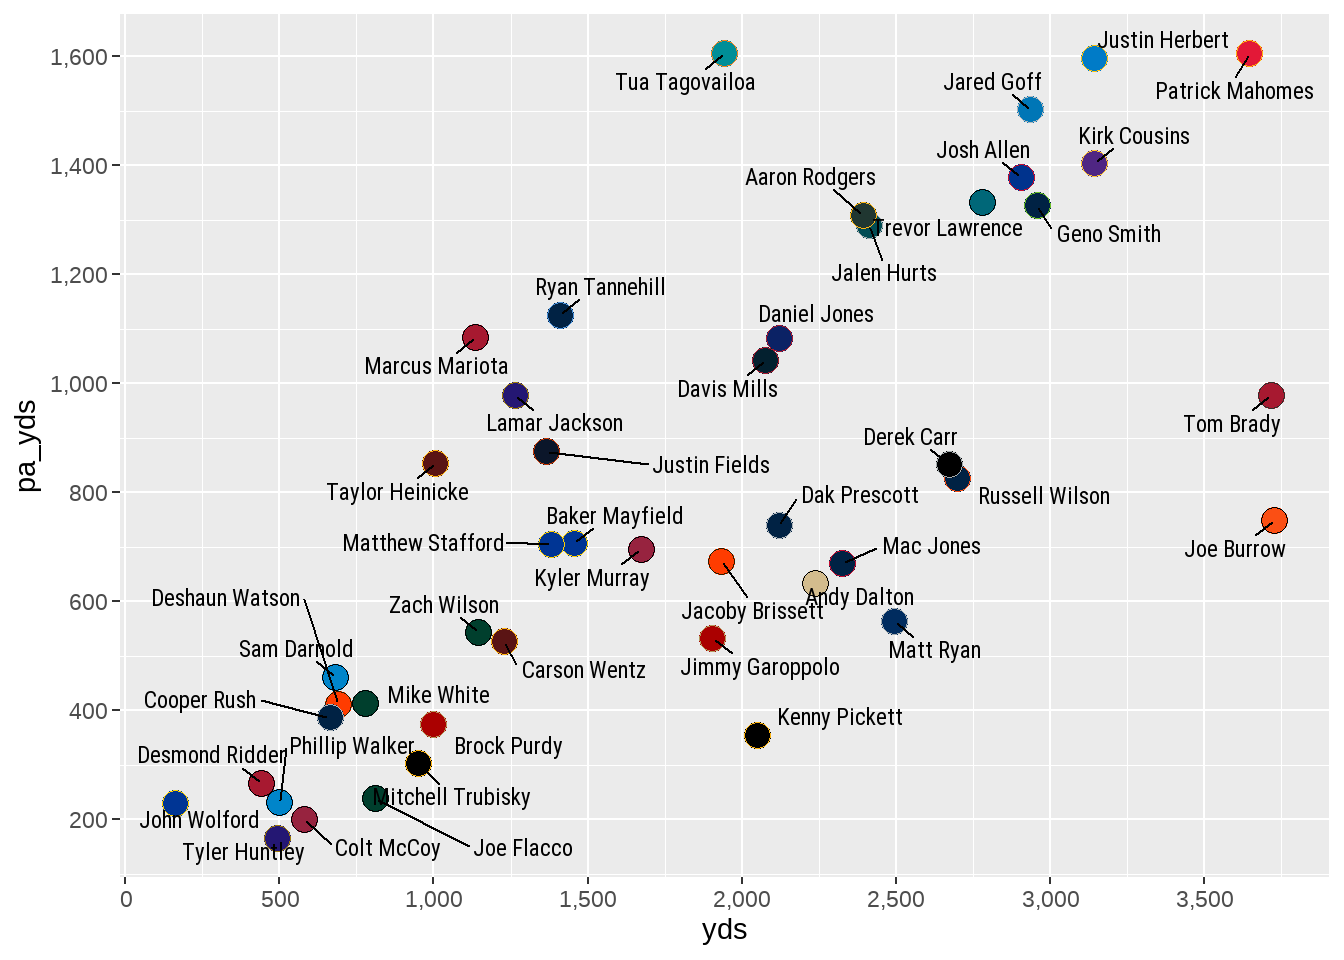 1,600
1,400
1,200
1,000
800
600
400
200
pa_yds
Justin Herbert
Tua Tagovailoa
Jared Goff
Patrick Mahomes
Kirk Cousins
Josh Allen
Aaron Rodgers
Trevor Lawrence
Geno Smith
Jalen Hurts
Ryan Tannehill
Daniel Jones
Marcus Mariota
Davis Mills
Lamar Jackson
Tom Brady
Derek Carr
Justin Fields
Taylor Heinicke
Dak Prescott
Russell Wilson
Baker Mayfield
Matthew Stafford
Mac Jones
Joe Burrow
Kyler Murray
Deshaun Watson
Zach Wilson
Jacoby Brissett
Andy Dalton
Sam Darnold
Matt Ryan
Carson Wentz
Jimmy Garoppolo
Cooper Rush
Mike White
Kenny Pickett
Phillip Walker
Brock Purdy
Desmond Ridder
Mitchell Trubisky
John Wolford
Tyler Huntley
Colt McCoy
Joe Flacco
0
500
1,000
1,500
2,000
2,500
3,000
3,500
yds